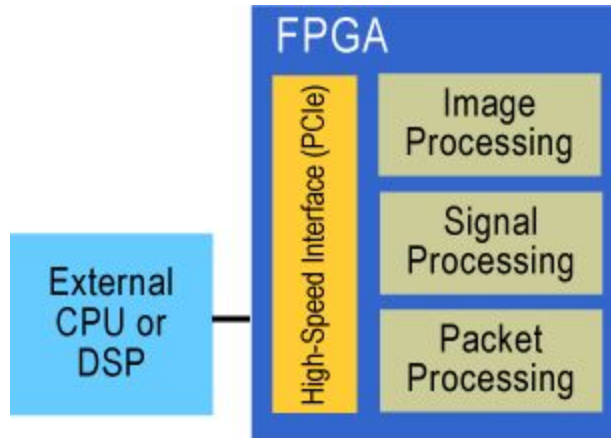 FPGA
High-Speed Interface (PCIe)
Image
Processing
Signal
Processing
Packet
Processing
External
CPU or
DSP